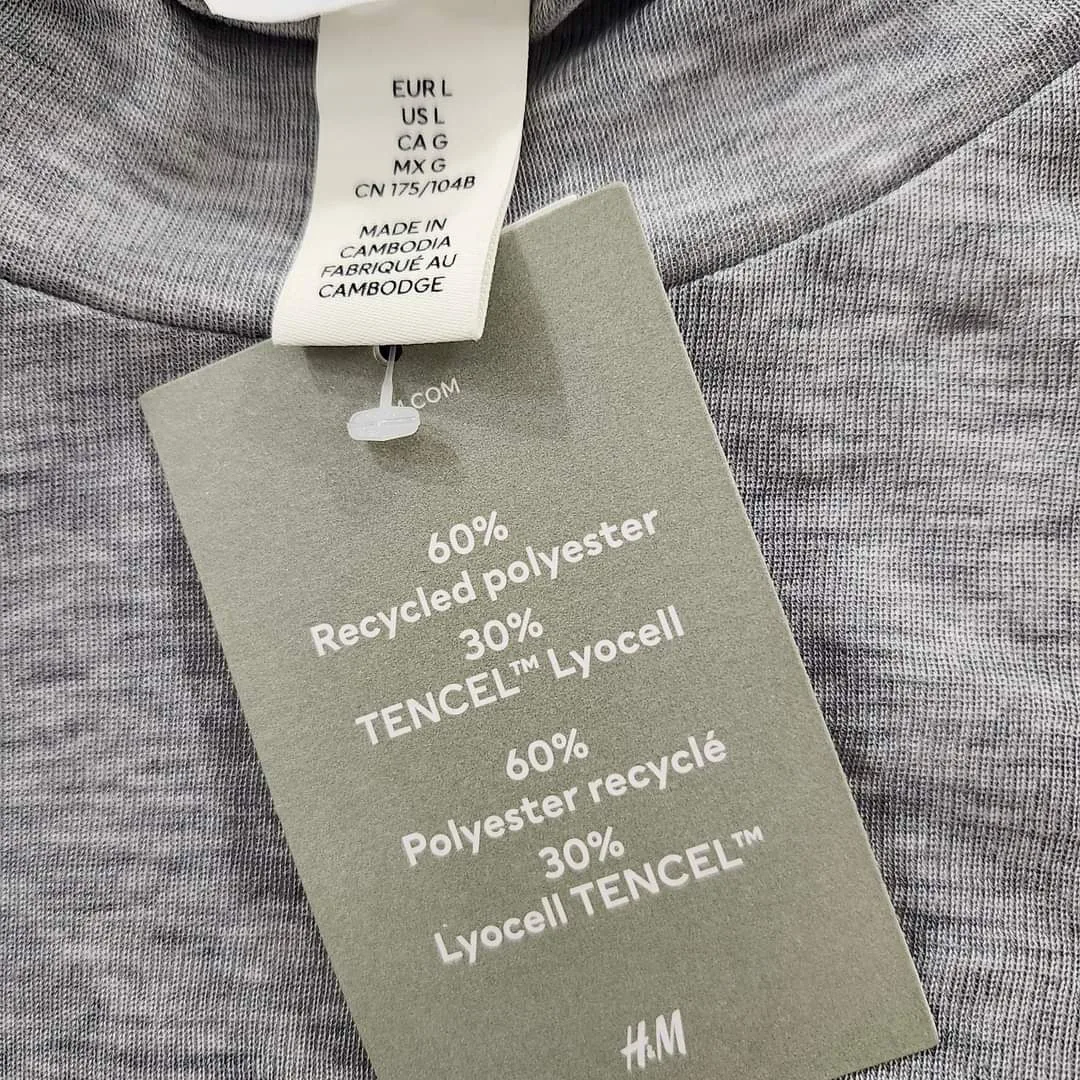 EUR L
US L
CA G
MX G
CN 175/104B
MADE IN
CAMBODIA
FABRIQUÉ AU
CAMBODGE
.COM
60%
Recycled polyester
30%
TENCEL™ Lyocell
60%
Polyester recyclé
30%
Lyocell TENCEL™
H&M